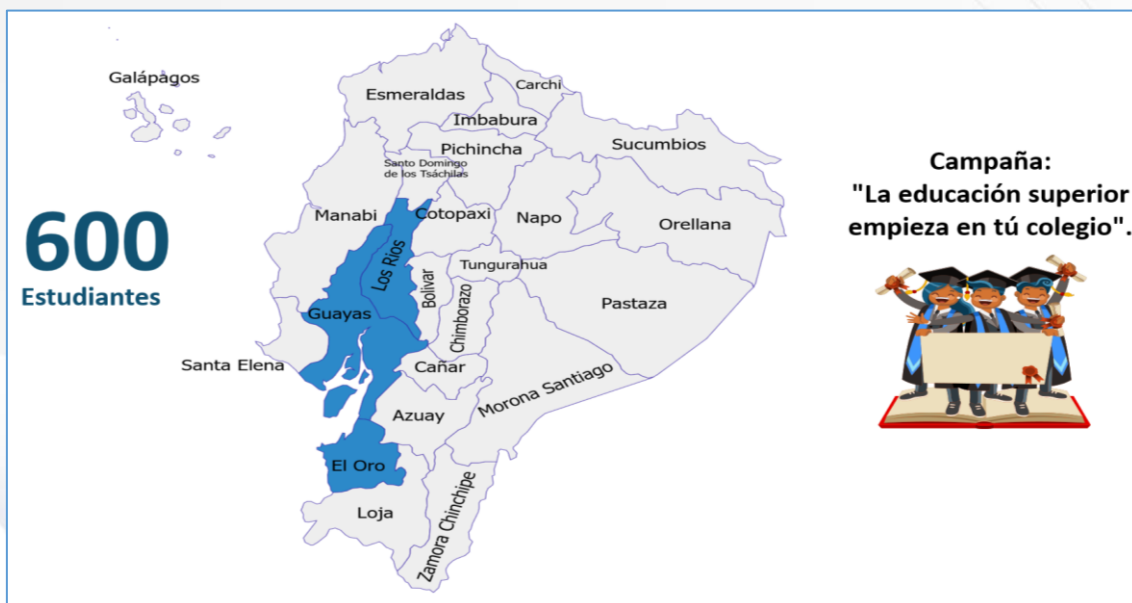 Galápagos
Esmeraldas
Carchi
Imbabura
Pichincha
Sucumbios
Santo Domingo
de los Tsáchilas
Manabi
Cotopaxi
Napo
Orellana
Los Rios
Tungurahua
Bolivar
Chimborazo
Pastaza
Guayas
Santa Elena
Cañar
Morona Santiago
Azuay
El Oro
Loja
Zamora Chinchipe
600
Estudiantes
Campaña:
"La educación superior
empieza en tú colegio".